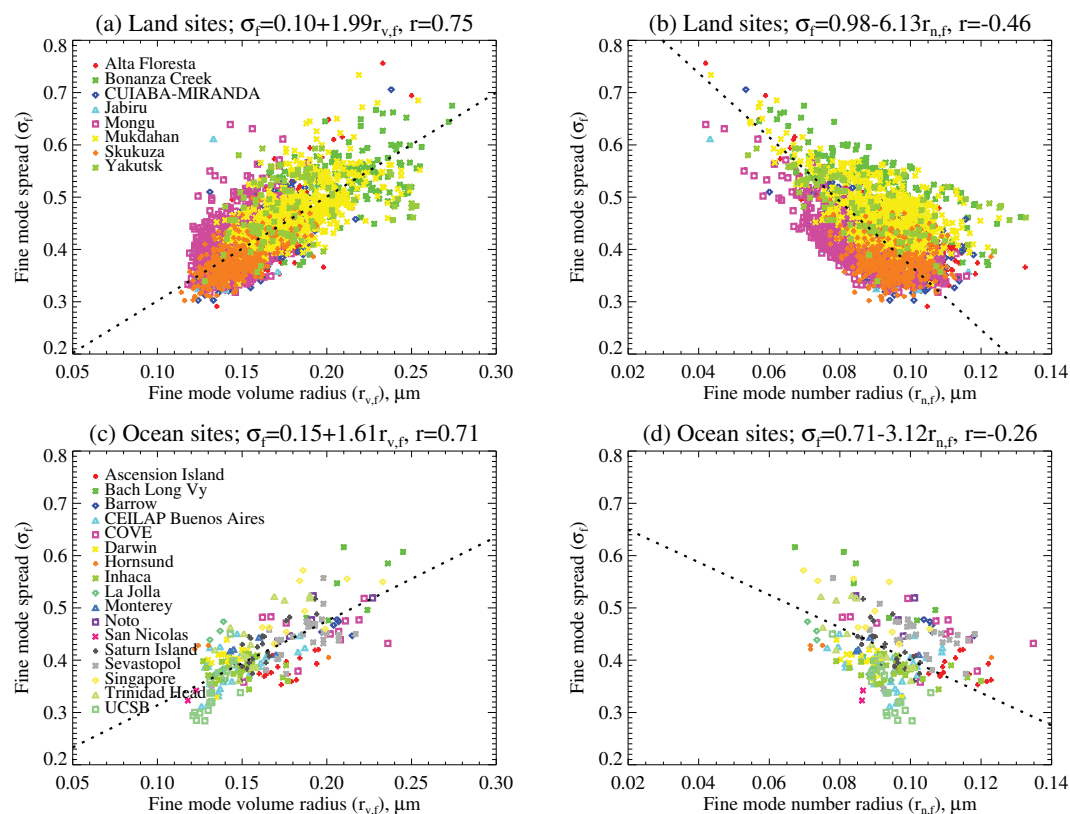 (a) Land sites; σf=0.10+1.99rv,f, r=0.75
Fine mode spread (σf)
0.8
0.7
0.6
0.5
0.4
0.3
0.2
Alta Floresta
Bonanza Creek
CUIABA-MIRANDA
Jabiru
Mongu
Mukdahan
Skukuza
Yakutsk
0.05 0.10 0.15 0.20 0.25 0.30
Fine mode volume radius (rv,f), μm
(b) Land sites; σf=0.98-6.13rn,f, r=-0.46
Fine mode spread (σf)
0.8
0.7
0.6
0.5
0.4
0.3
0.2
0.02 0.04 0.06 0.08 0.10 0.12 0.14
Fine mode number radius (rn,f), μm
(c) Ocean sites; σf=0.15+1.61rv,f, r=0.71
Fine mode spread (σf)
0.8
0.7
0.6
0.5
0.4
0.3
0.2
Ascension Island
Bach Long Vy
Barrow
CEILAP Buenos Aires
COVE
Darwin
Hornsund
Inhaca
La Jolla
Monterey
Noto
San Nicolas
Saturn Island
Sevastopol
Singapore
Trinidad Head
UCSB
0.05 0.10 0.15 0.20 0.25 0.30
Fine mode volume radius (rv,f), μm
(d) Ocean sites; σf=0.71-3.12rn,f, r=-0.26
Fine mode spread (σf)
0.8
0.7
0.6
0.5
0.4
0.3
0.2
0.02 0.04 0.06 0.08 0.10 0.12 0.14
Fine mode number radius (rn,f), μm